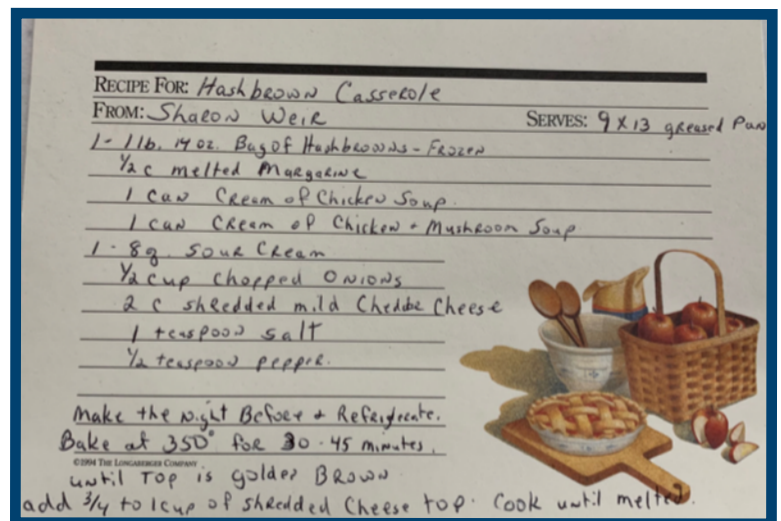 RECIPE FOR: Hashbrown Casserole
FROM: Sharon Weir SERVES: 9 x 13 greased Pan
1 - 1 lb. 14 oz. Bag of Hashbrowns - Frozen
1/2 c melted Margarine
1 can Cream of Chicken Soup.
1 can Cream of Chicken + Mushroom Soup
1 - 8 oz. Sour Cream
1/2 cup chopped Onions
2 c shredded mild Chedde Cheese
1 teaspoon salt
1/2 teaspoon pepper.
Make the night Before + Refrigerate.
Bake at 350° for 30-45 minutes.
©1994 THE LONGABERGER COMPANY
until Top is golden Brown
add 3/4 to 1 cup of shredded Cheese top. Cook until melted.